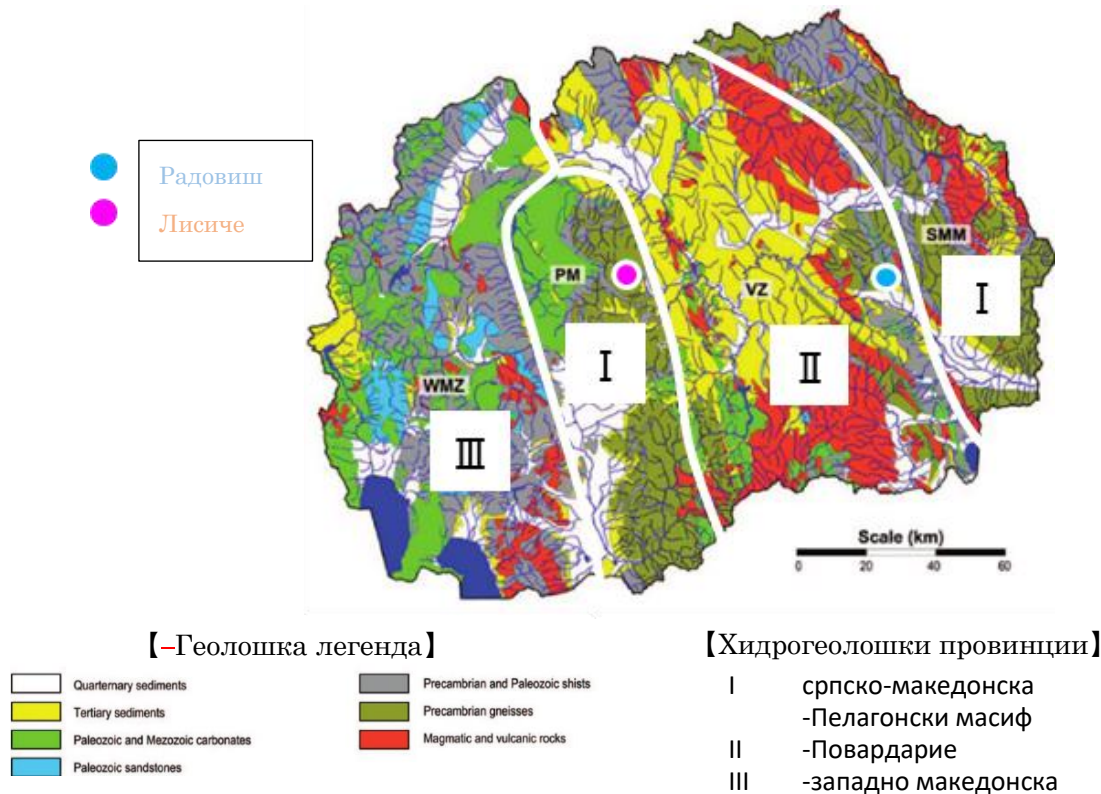 Радовиш
Лисиче
SMM
PM
VZ
I
I
II
WMZ
III
Scale (km)
0 20 40 60
【–Геолошка легенда】
Quarternary sediments
Tertiary sediments
Paleozoic and Mezozoic carbonates
Paleozoic sandstones
Precambrian and Paleozoic shists
Precambrian gneisses
Magmatic and vulcanic rocks
【Хидрогеолошки провинции】
I српско-македонска
-Пелагонски масиф
II -Повардарие
III -западно македонска